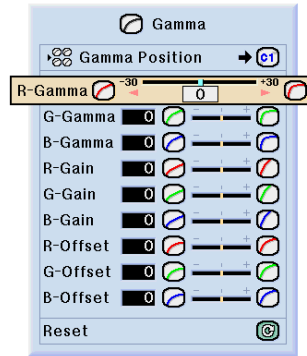 Gamma
Gamma Position C1
R-Gamma -30 0 +30
G-Gamma 0 - +
B-Gamma 0 - +
R-Gain 0 - +
G-Gain 0 - +
B-Gain 0 - +
R-Offset 0 - +
G-Offset 0 - +
B-Offset 0 - +
Reset